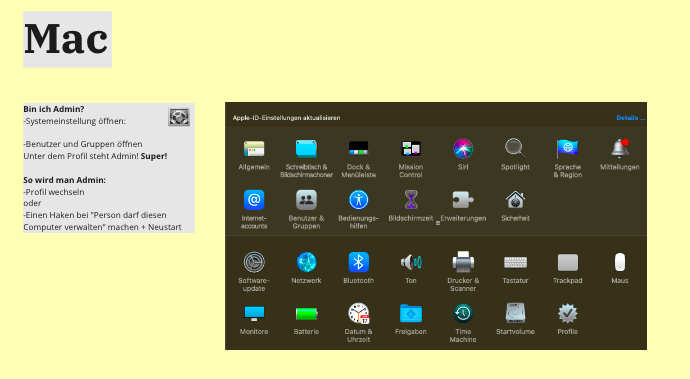 Mac
Bin ich Admin?
-Systemeinstellung öffnen:
-Benutzer und Gruppen öffnen
Unter dem Profil steht Admin! Super!
So wird man Admin:
-Profil wechseln
oder
-Einen Haken bei "Person darf diesen
Computer verwalten" machen + Neustart
Apple-ID-Einstellungen aktualisieren
Details ...
Allgemein
Schreibtisch &
Bildschirmschoner
Dock &
Menüleiste
Mission
Control
Siri
Spotlight
Sprache
& Region
Mitteilungen
Internet-
accounts
Benutzer &
Gruppen
Bedienungs-
hilfen
Bildschirmzeit
Erweiterungen
Sicherheit
Software-
update
Netzwerk
Bluetooth
Ton
Drucker &
Scanner
Tastatur
Trackpad
Maus
Monitore
Batterie
Datum &
Uhrzeit
Freigaben
Time
Machine
Startvolume
Profile